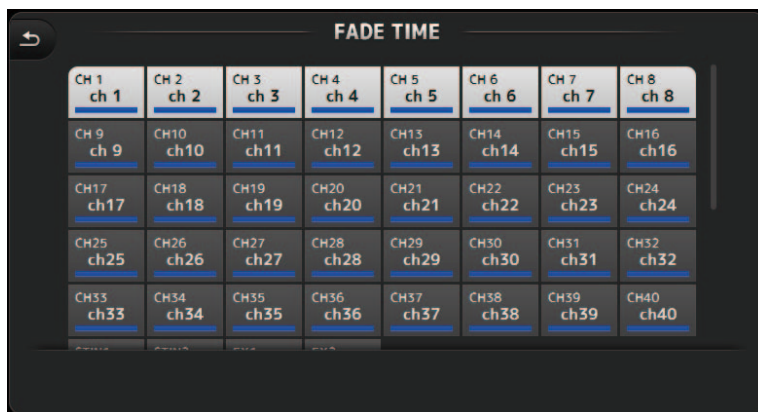 FADE TIME
CH 1 CH 2 CH 3 CH 4 CH 5 CH 6 CH 7 CH 8
ch 1 ch 2 ch 3 ch 4 ch 5 ch 6 ch 7 ch 8
CH 9 CH10 CH11 CH12 CH13 CH14 CH15 CH16
ch 9 ch10 ch11 ch12 ch13 ch14 ch15 ch16
CH17 CH18 CH19 CH20 CH21 CH22 CH23 CH24
ch17 ch18 ch19 ch20 ch21 ch22 ch23 ch24
CH25 CH26 CH27 CH28 CH29 CH30 CH31 CH32
ch25 ch26 ch27 ch28 ch29 ch30 ch31 ch32
CH33 CH34 CH35 CH36 CH37 CH38 CH39 CH40
ch33 ch34 ch35 ch36 ch37 ch38 ch39 ch40